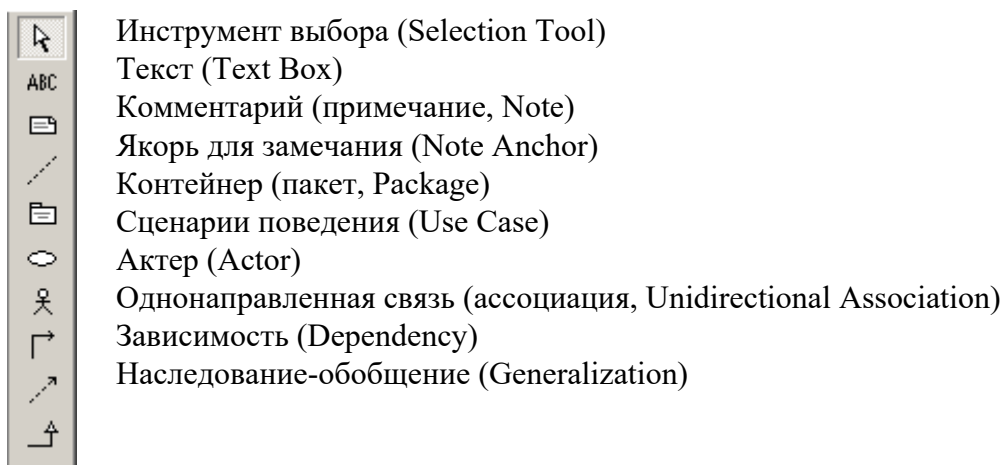 Инструмент выбора (Selection Tool)
ABC Текст (Text Box)
Комментарий (примечание, Note)
Якорь для замечания (Note Anchor)
Контейнер (пакет, Package)
Сценарии поведения (Use Case)
Актер (Actor)
Однонаправленная связь (ассоциация, Unidirectional Association)
Зависимость (Dependency)
Наследование-обобщение (Generalization)